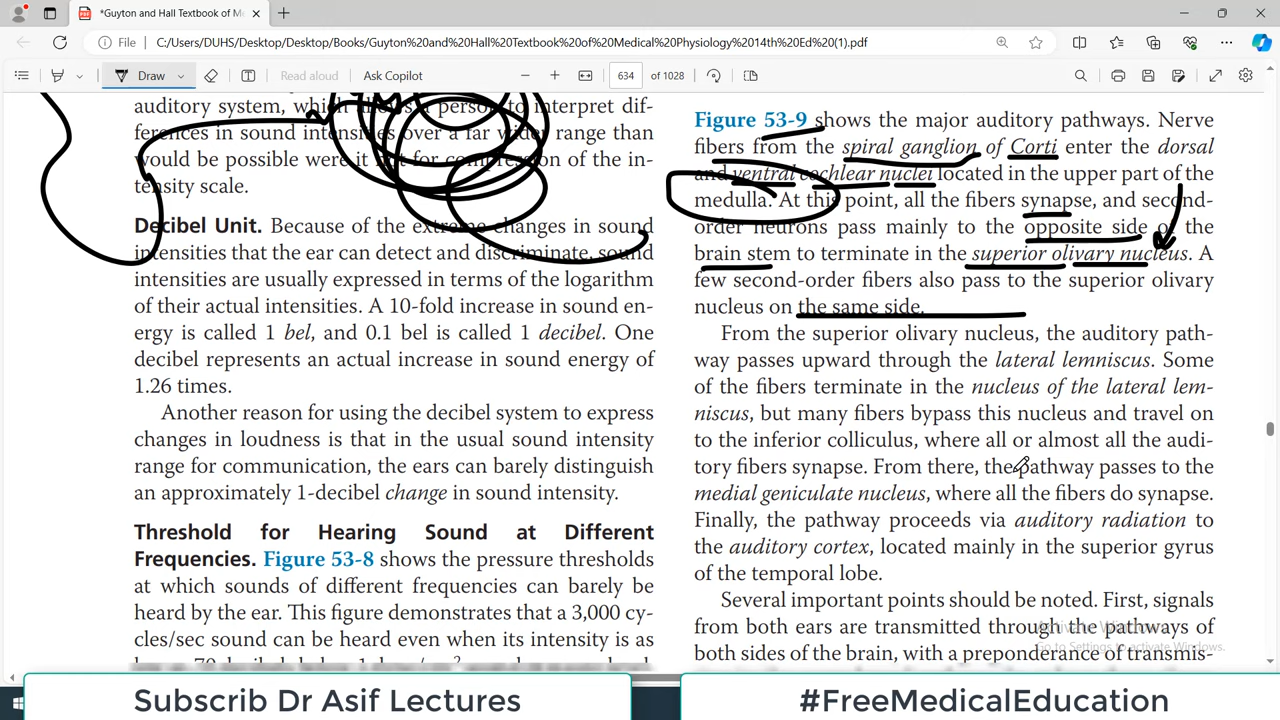 *Guyton and Hall Textbook of Me
File
C:/Users/DUHS/Desktop/Desktop/Books/Guyton%20and%20Hall%20Textbook%20of%20Medical%20Physiology%2014th%20Ed%20(1).pdf
Draw
Read aloud
Ask Copilot
634 of 1028
auditory system, which allows a person to interpret dif-
ferences in sound intensities over a far wider range than
would be possible were it not for compression of the in-
tensity scale.
Decibel Unit. Because of the extreme changes in sound
intensities that the ear can detect and discriminate, sound
intensities are usually expressed in terms of the logarithm
of their actual intensities. A 10-fold increase in sound en-
ergy is called 1 bel, and 0.1 bel is called 1 decibel. One
decibel represents an actual increase in sound energy of
1.26 times.
Another reason for using the decibel system to express
changes in loudness is that in the usual sound intensity
range for communication, the ears can barely distinguish
an approximately 1-decibel change in sound intensity.
Threshold for Hearing Sound at Different
Frequencies. Figure 53-8 shows the pressure thresholds
at which sounds of different frequencies can barely be
heard by the ear. This figure demonstrates that a 3,000 cy-
cles/sec sound can be heard even when its intensity is as
Figure 53-9 shows the major auditory pathways. Nerve
fibers from the spiral ganglion of Corti enter the dorsal
and ventral cochlear nuclei located in the upper part of the
medulla. At this point, all the fibers synapse, and second-
order neurons pass mainly to the opposite side of the
brain stem to terminate in the superior olivary nucleus. A
few second-order fibers also pass to the superior olivary
nucleus on the same side.
From the superior olivary nucleus, the auditory path-
way passes upward through the lateral lemniscus. Some
of the fibers terminate in the nucleus of the lateral lem-
niscus, but many fibers bypass this nucleus and travel on
to the inferior colliculus, where all or almost all the audi-
tory fibers synapse. From there, the pathway passes to the
medial geniculate nucleus, where all the fibers do synapse.
Finally, the pathway proceeds via auditory radiation to
the auditory cortex, located mainly in the superior gyrus
of the temporal lobe.
Several important points should be noted. First, signals
from both ears are transmitted through the pathways of
both sides of the brain, with a preponderance of transmis-
Activate Windows
Go to Settings to activate Windows.
Subscrib Dr Asif Lectures
#FreeMedicalEducation